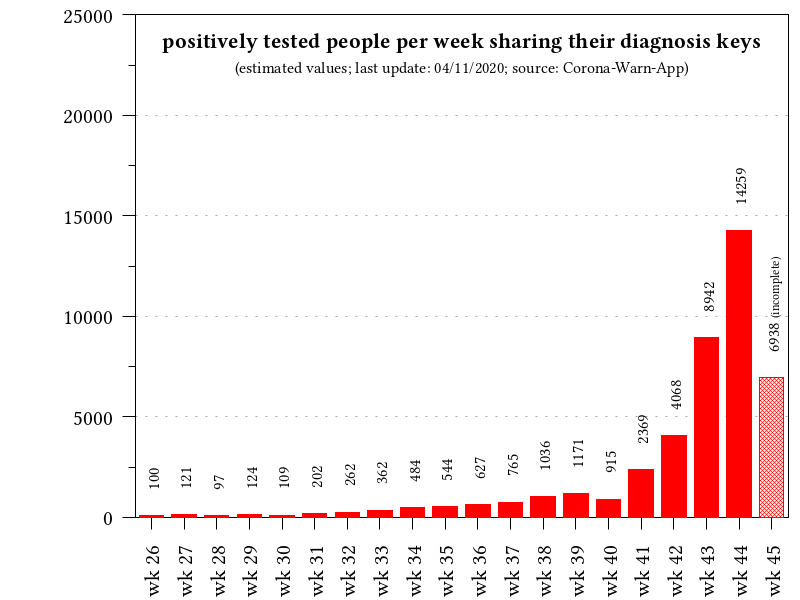 positively tested people per week sharing their diagnosis keys
(estimated values; last update: 04/11/2020; source: Corona-Warn-App)
25000
20000
15000
10000
5000
0
100
121
97
124
109
202
262
362
484
544
627
765
1036
1171
915
2369
4068
8942
14259
6938 (incomplete)
wk 26
wk 27
wk 28
wk 29
wk 30
wk 31
wk 32
wk 33
wk 34
wk 35
wk 36
wk 37
wk 38
wk 39
wk 40
wk 41
wk 42
wk 43
wk 44
wk 45